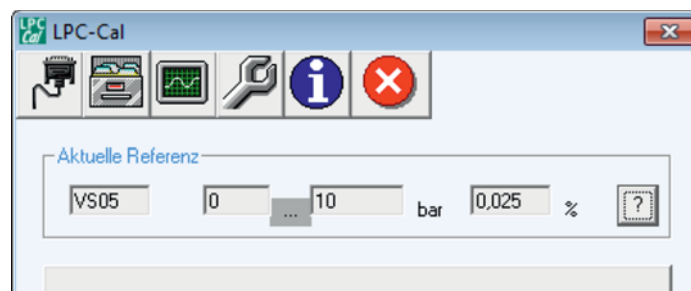 LPC Cal LPC-Cal
i
Aktuelle Referenz
VS05 0 ... 10 bar 0,025 % ?